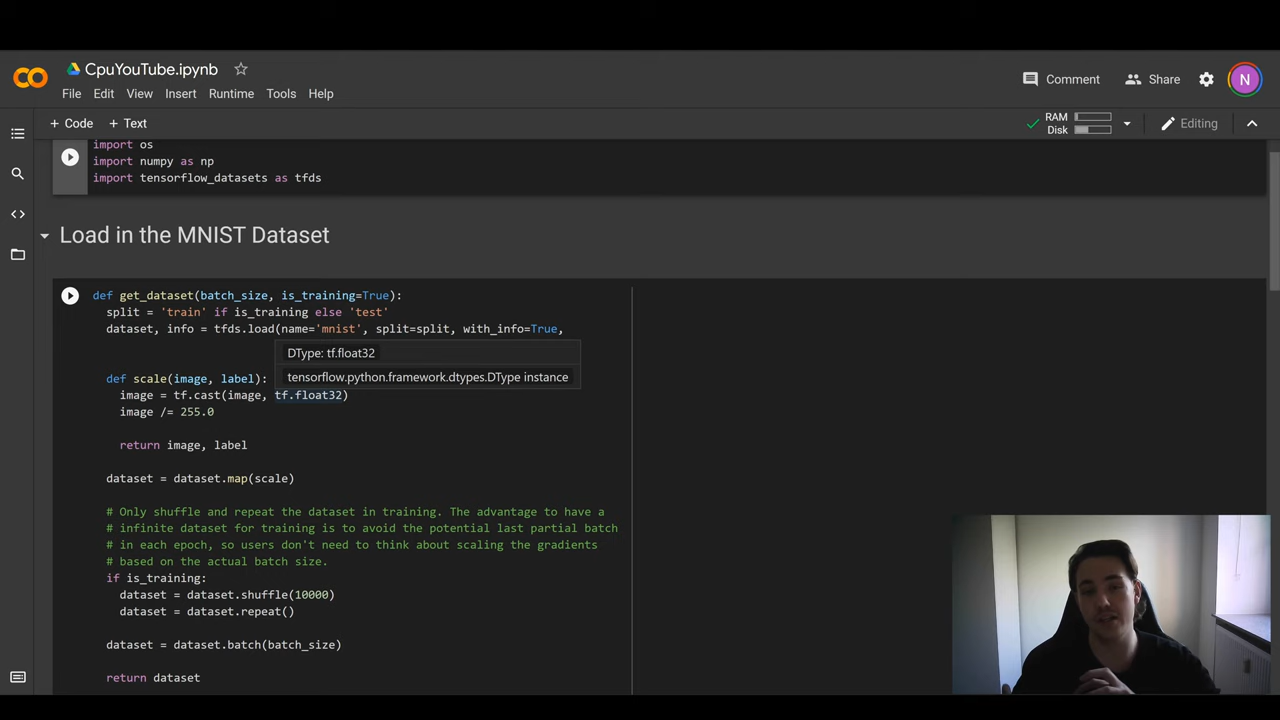 CpuYouTube.ipynb
File Edit View Insert Runtime Tools Help
Comment Share N
+ Code + Text
RAM
Disk
Editing
import os
import numpy as np
import tensorflow_datasets as tfds
Load in the MNIST Dataset
def get_dataset(batch_size, is_training=True):
split = 'train' if is_training else 'test'
dataset, info = tfds.load(name='mnist', split=split, with_info=True,
DType: tf.float32
tensorflow.python.framework.dtypes.DType instance
def scale(image, label):
image = tf.cast(image, tf.float32)
image /= 255.0
return image, label
dataset = dataset.map(scale)
# Only shuffle and repeat the dataset in training. The advantage to have a
# infinite dataset for training is to avoid the potential last partial batch
# in each epoch, so users don't need to think about scaling the gradients
# based on the actual batch size.
if is_training:
dataset = dataset.shuffle(10000)
dataset = dataset.repeat()
dataset = dataset.batch(batch_size)
return dataset